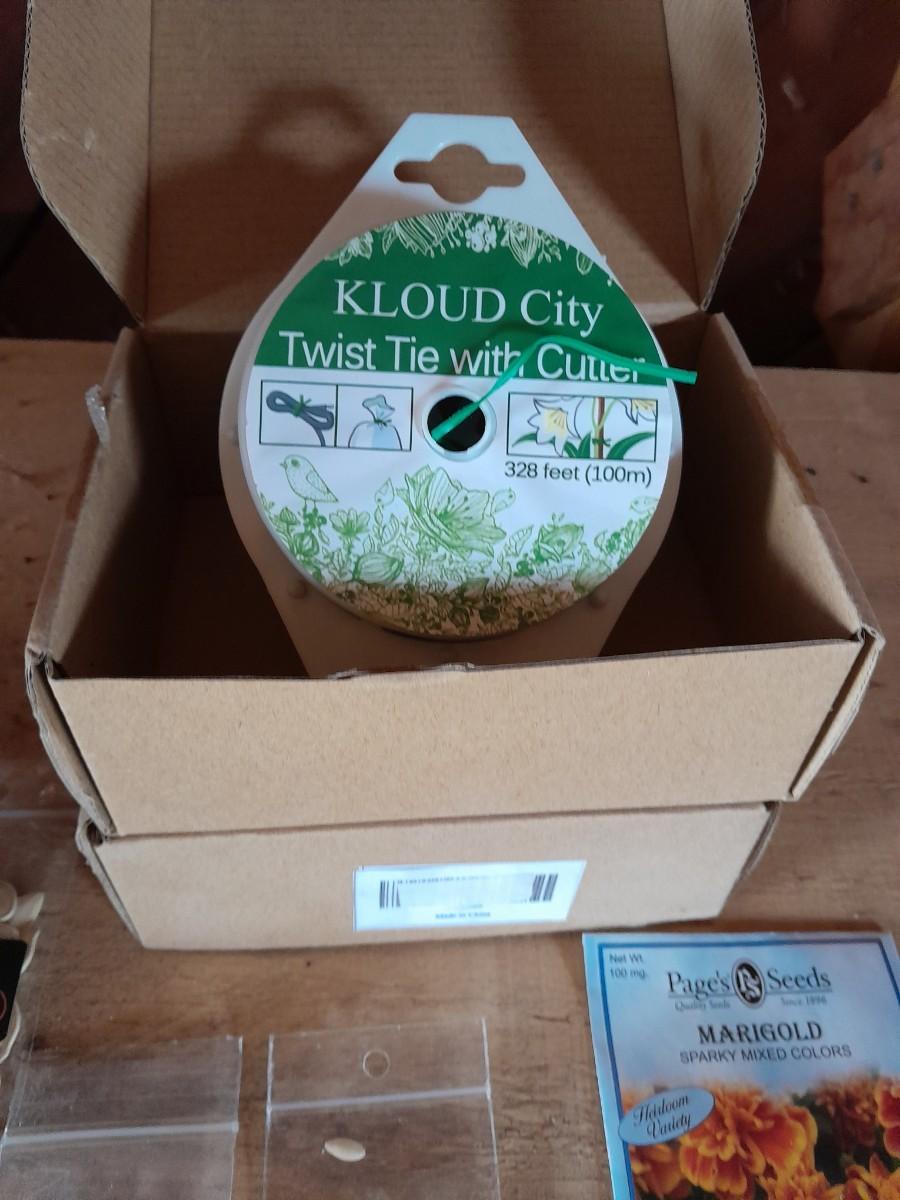 KLOUD City
Twist Tie with Cutter
328 feet (100m)
Net Wt.
100 mg.
Page's PS Seeds
Quality Seeds Since 1896
MARIGOLD
SPARKY MIXED COLORS
Heirloom
Variety